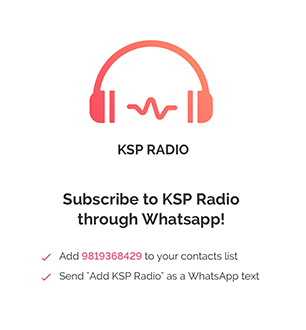 KSP RADIO
Subscribe to KSP Radio
through Whatsapp!
Add 9819368429 to your contacts list
Send "Add KSP Radio" as a WhatsApp text